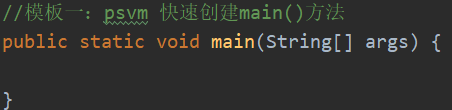 //模板一：psvm 快速创建main()方法
public static void main(String[] args) {
}